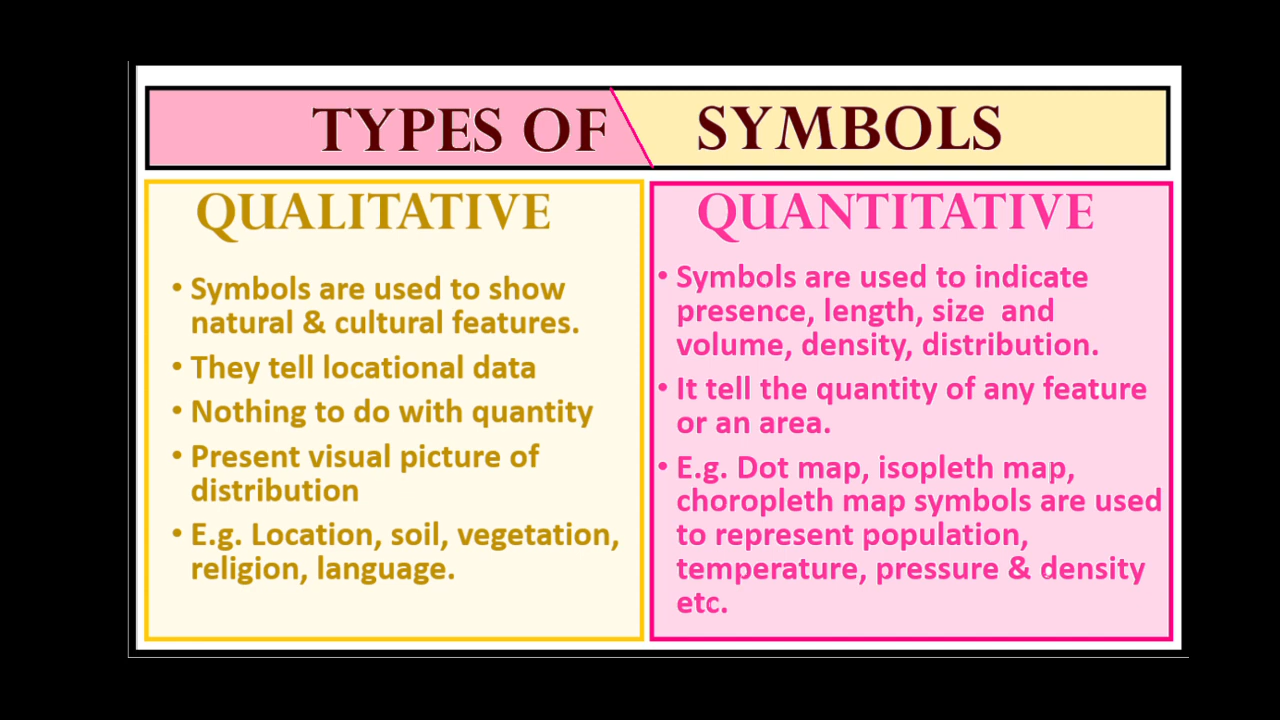 TYPES OF SYMBOLS
QUALITATIVE
• Symbols are used to show
natural & cultural features.
• They tell locational data
• Nothing to do with quantity
• Present visual picture of
distribution
• E.g. Location, soil, vegetation,
religion, language.
QUANTITATIVE
• Symbols are used to indicate
presence, length, size and
volume, density, distribution.
• It tell the quantity of any feature
or an area.
• E.g. Dot map, isopleth map,
choropleth map symbols are used
to represent population,
temperature, pressure & density
etc.